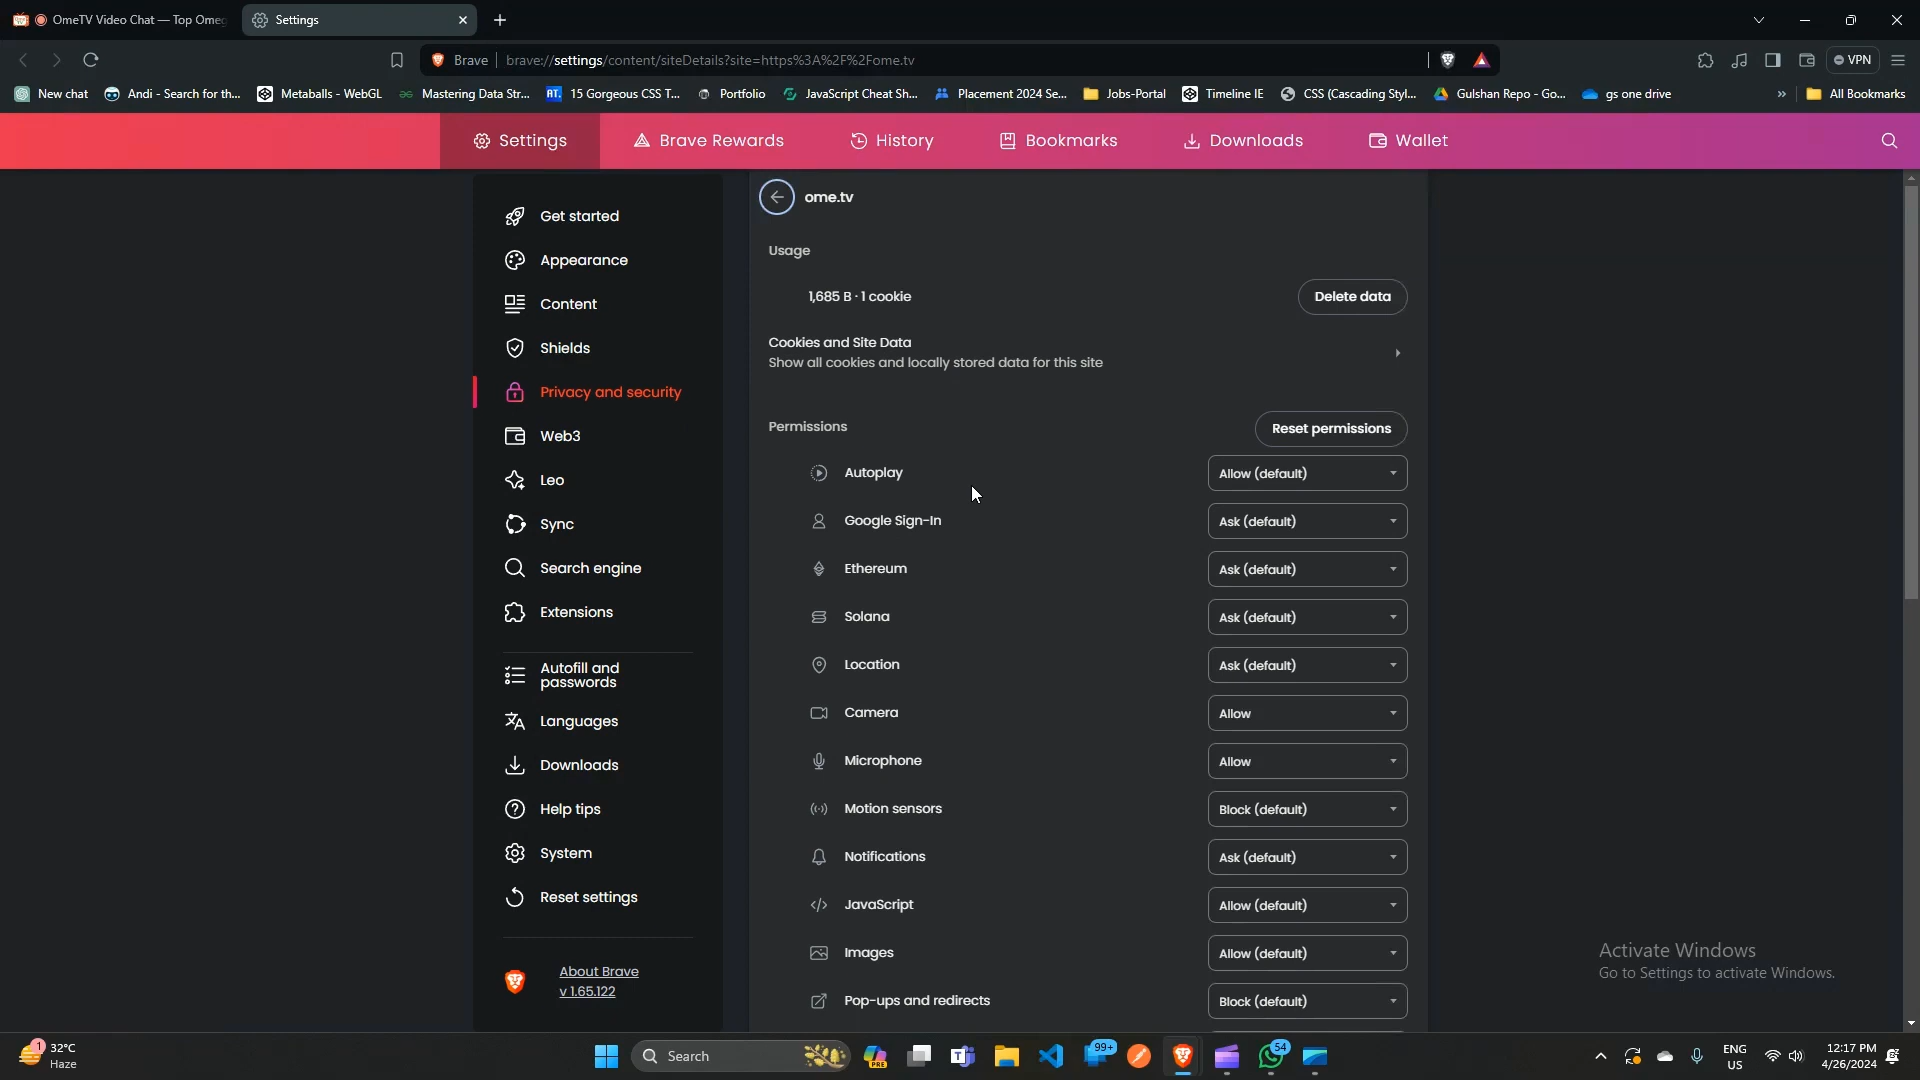 OmeTV Video Chat — Top Omeg
Settings
Brave
brave://settings/content/siteDetails?site=https%3A%2F%2Fome.tv
VPN
New chat
Andi - Search for th...
Metaballs - WebGL
Mastering Data Str...
15 Gorgeous CSS T...
Portfolio
JavaScript Cheat Sh...
Placement 2024 Se...
Jobs-Portal
Timeline IE
CSS (Cascading Styl...
Gulshan Repo - Go...
gs one drive
»
All Bookmarks
Settings
Brave Rewards
History
Bookmarks
Downloads
Wallet
Get started
Appearance
Content
Shields
Privacy and security
Web3
Leo
Sync
Search engine
Extensions
Autofill and
passwords
Languages
Downloads
Help tips
System
Reset settings
About Brave
v 1.65.122
ome.tv
Usage
1,685 B · 1 cookie
Delete data
Cookies and Site Data
Show all cookies and locally stored data for this site
Permissions
Reset permissions
Autoplay
Allow (default)
Google Sign-In
Ask (default)
Ethereum
Ask (default)
Solana
Ask (default)
Location
Ask (default)
Camera
Allow
Microphone
Allow
Motion sensors
Block (default)
Notifications
Ask (default)
JavaScript
Allow (default)
Images
Allow (default)
Pop-ups and redirects
Block (default)
Activate Windows
Go to Settings to activate Windows.
1
32°C
Haze
Search
PRE
99+
54
ENG
US
12:17 PM
4/26/2024